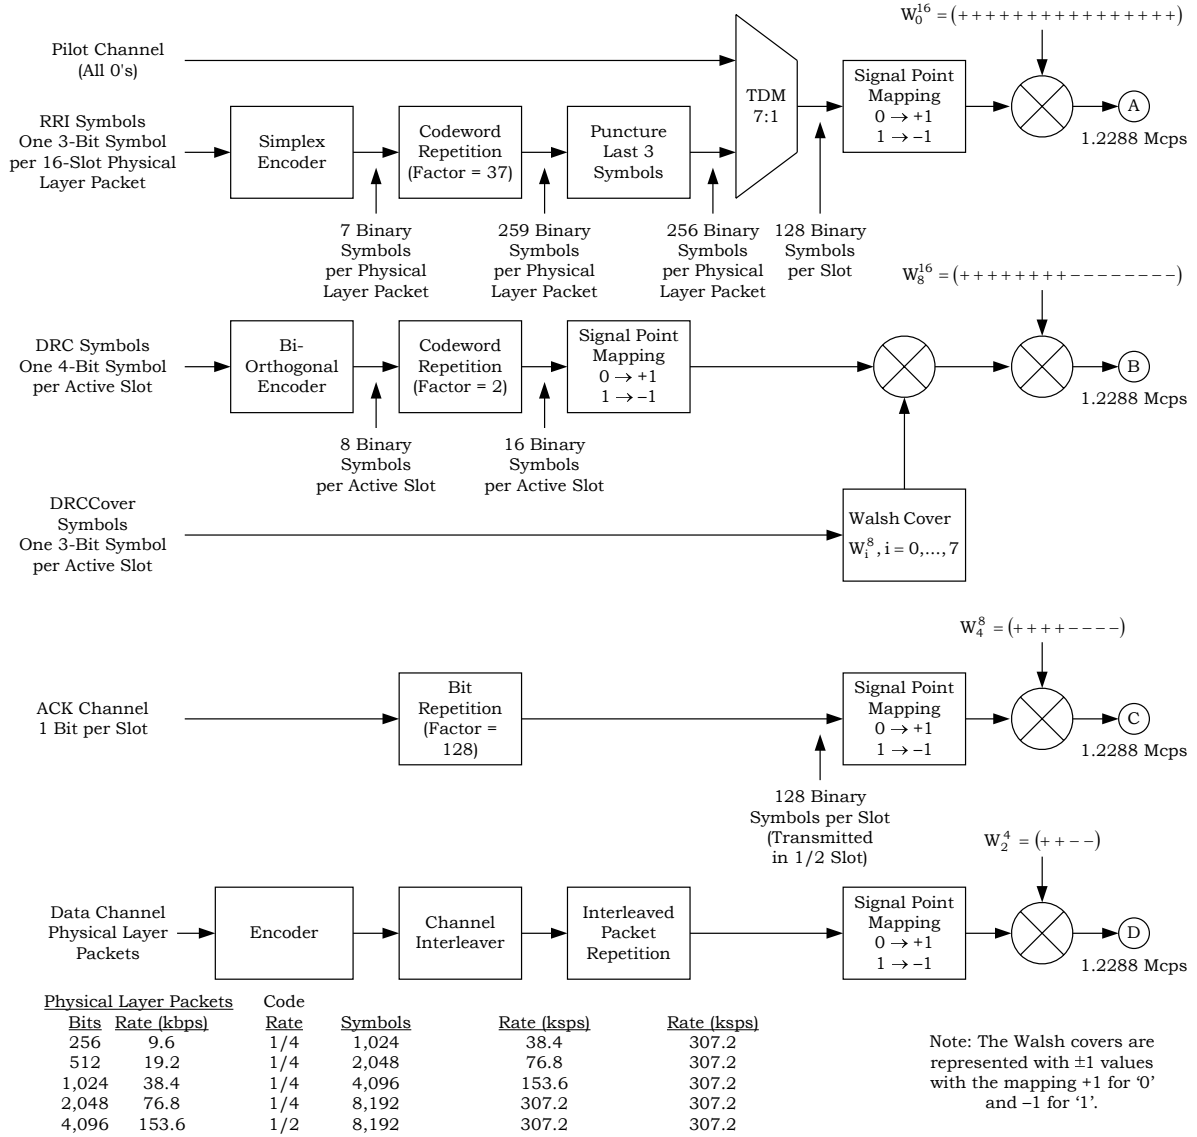 W₀¹⁶ = (+ + + + + + + + + + + + + + + +)
Pilot Channel
(All 0's)
TDM
7:1
Signal Point
Mapping
0 → +1
1 → −1
A
1.2288 Mcps
RRI Symbols
One 3-Bit Symbol
per 16-Slot Physical
Layer Packet
Simplex
Encoder
Codeword
Repetition
(Factor = 37)
Puncture
Last 3
Symbols
7 Binary
Symbols
per Physical
Layer Packet
259 Binary
Symbols
per Physical
Layer Packet
256 Binary
Symbols
per Physical
Layer Packet
128 Binary
Symbols
per Slot
W₈¹⁶ = (+ + + + + + + + − − − − − − − −)
DRC Symbols
One 4-Bit Symbol
per Active Slot
Bi-
Orthogonal
Encoder
Codeword
Repetition
(Factor = 2)
Signal Point
Mapping
0 → +1
1 → −1
B
1.2288 Mcps
8 Binary
Symbols
per Active Slot
16 Binary
Symbols
per Active Slot
DRCCover
Symbols
One 3-Bit Symbol
per Active Slot
Walsh Cover
Wᵢ⁸, i = 0,..., 7
W₄⁸ = (+ + + + − − − −)
ACK Channel
1 Bit per Slot
Bit
Repetition
(Factor =
128)
Signal Point
Mapping
0 → +1
1 → −1
C
1.2288 Mcps
128 Binary
Symbols per Slot
(Transmitted
in 1/2 Slot)
W₂⁴ = (+ + − −)
Data Channel
Physical Layer
Packets
Encoder
Channel
Interleaver
Interleaved
Packet
Repetition
Signal Point
Mapping
0 → +1
1 → −1
D
1.2288 Mcps
Physical Layer Packets Code
Bits Rate (kbps) Rate Symbols Rate (ksps) Rate (ksps)
256 9.6 1/4 1,024 38.4 307.2
512 19.2 1/4 2,048 76.8 307.2
1,024 38.4 1/4 4,096 153.6 307.2
2,048 76.8 1/4 8,192 307.2 307.2
4,096 153.6 1/2 8,192 307.2 307.2
Note: The Walsh covers are
represented with ±1 values
with the mapping +1 for ‘0’
and −1 for ‘1’.